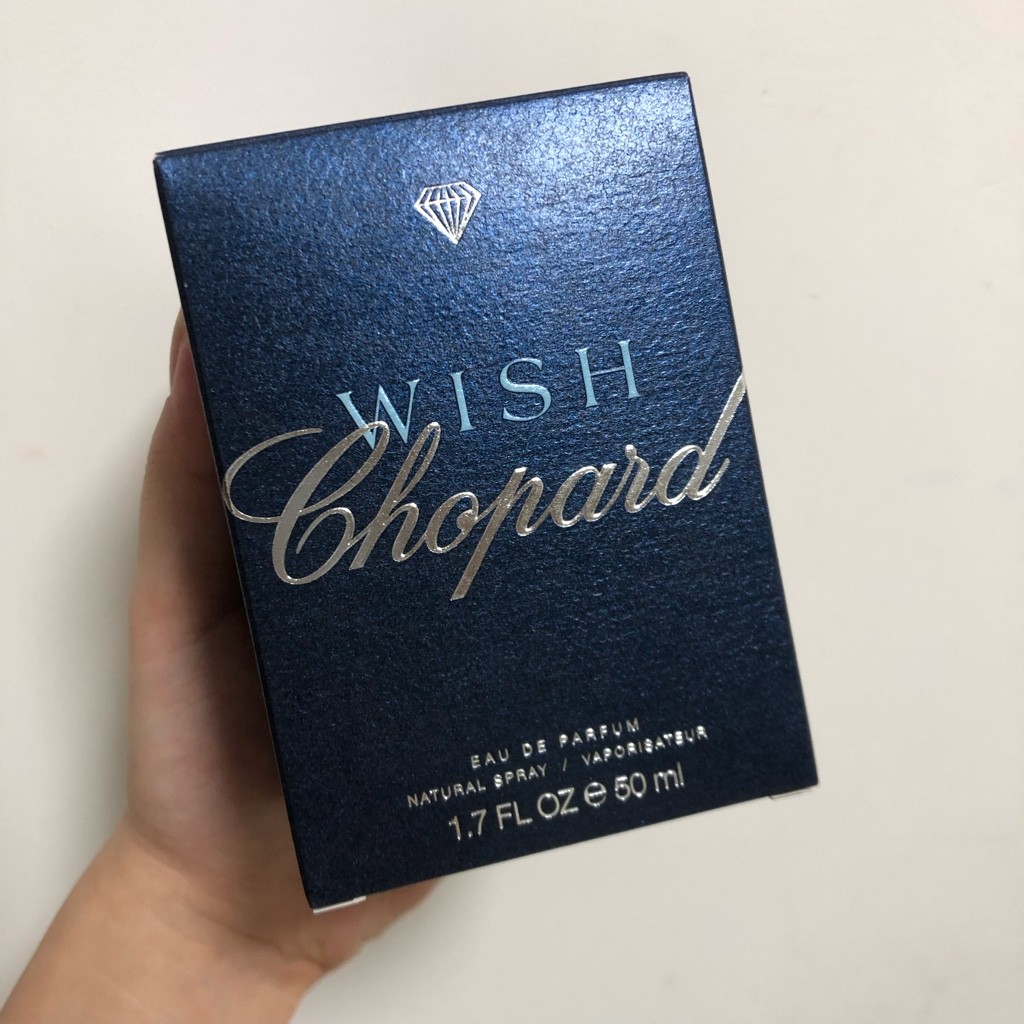 WISH
Chopard
EAU DE PARFUM
NATURAL SPRAY / VAPORISATEUR
1.7 FL OZ ℮ 50 ml